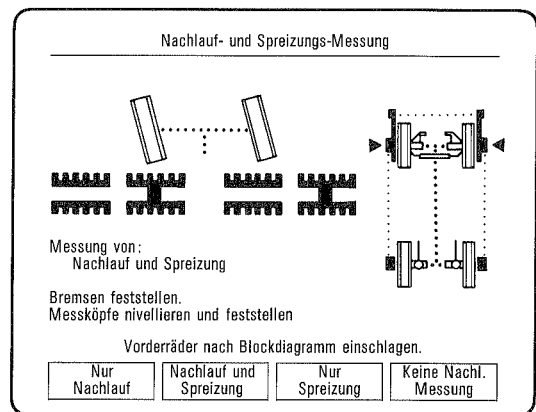 Nachlauf- und Spreizungs-Messung
Messung von:
Nachlauf und Spreizung
Bremsen feststellen.
Messköpfe nivellieren und feststellen
Vorderräder nach Blockdiagramm einschlagen.
Nur
Nachlauf
Nachlauf und
Spreizung
Nur
Spreizung
Keine Nachl.
Messung